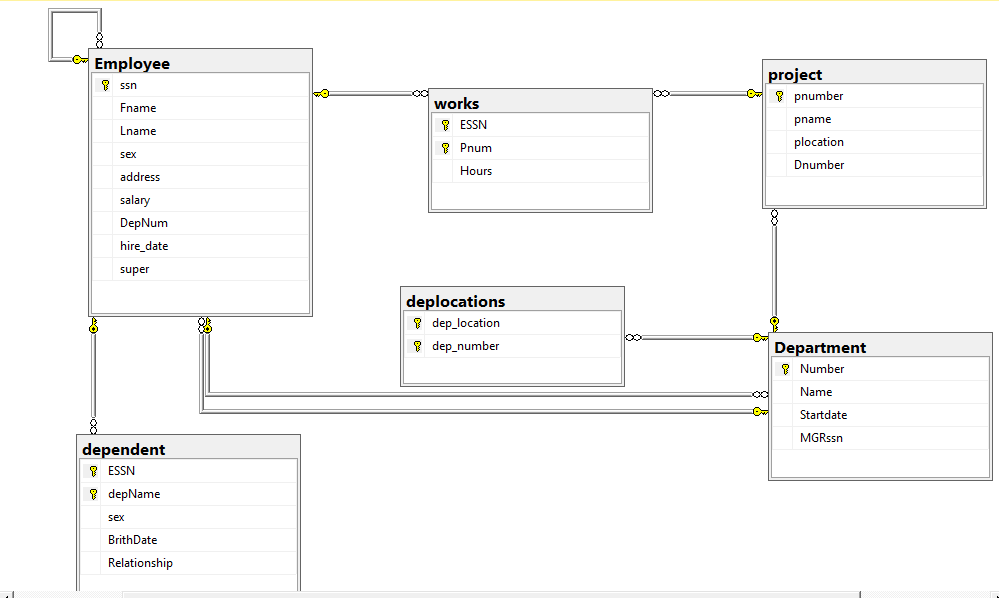 Employee
ssn
Fname
Lname
sex
address
salary
DepNum
hire_date
super
works
ESSN
Pnum
Hours
project
pnumber
pname
plocation
Dnumber
deplocations
dep_location
dep_number
Department
Number
Name
Startdate
MGRssn
dependent
ESSN
depName
sex
BrithDate
Relationship